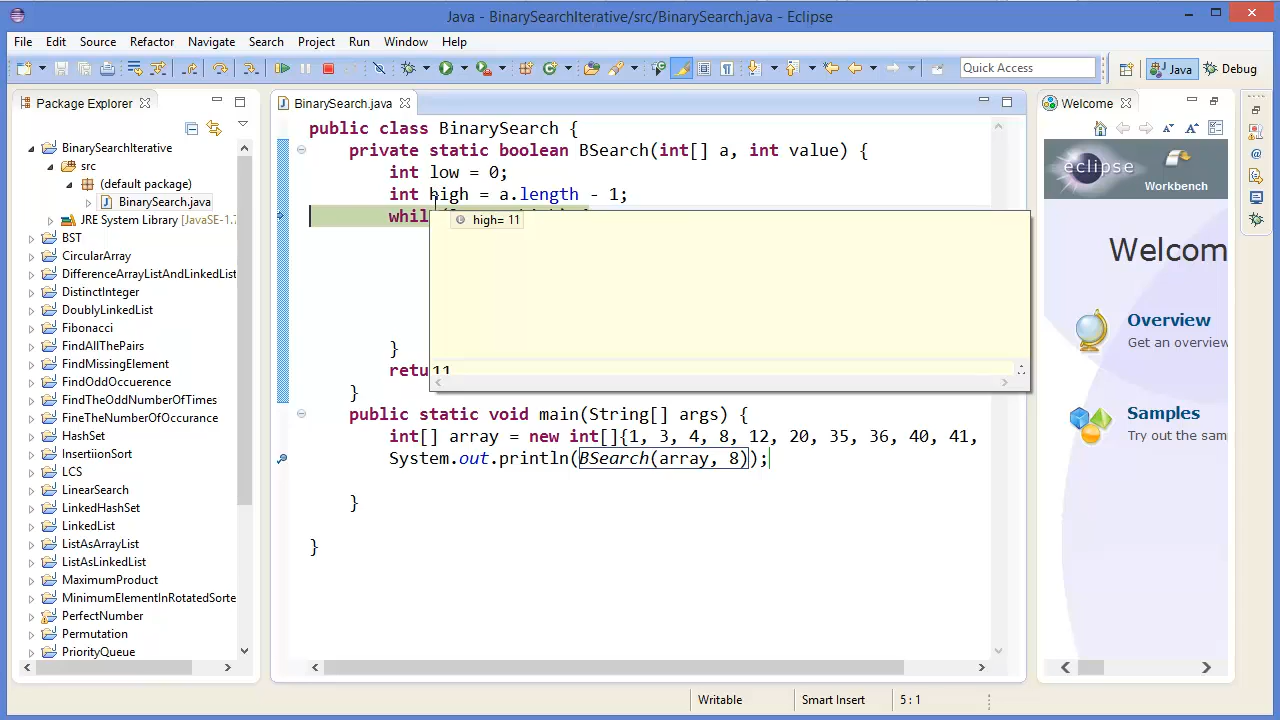 Java - BinarySearchIterative/src/BinarySearch.java - Eclipse
File Edit Source Refactor Navigate Search Project Run Window Help
Quick Access
Java
Debug
Package Explorer
BinarySearchIterative
src
(default package)
BinarySearch.java
JRE System Library [JavaSE-1.7
BST
CircularArray
DifferenceArrayListAndLinkedList
DistinctInteger
DoublyLinkedList
Fibonacci
FindAllThePairs
FindMissingElement
FindOddOccuerence
FindTheOddNumberOfTimes
FineTheNumberOfOccurance
HashSet
InsertiionSort
LCS
LinearSearch
LinkedHashSet
LinkedList
ListAsArrayList
ListAsLinkedList
MaximumProduct
MinimumElementInRotatedSorte
PerfectNumber
Permutation
PriorityQueue
BinarySearch.java
public class BinarySearch {
private static boolean BSearch(int[] a, int value) {
int low = 0;
int high = a.length - 1;
whil
high= 11
}
retu
11
}
public static void main(String[] args) {
int[] array = new int[]{1, 3, 4, 8, 12, 20, 35, 36, 40, 41,
System.out.println(BSearch(array, 8));
}
}
Welcome
eclipse
Workbench
Welcom
Overview
Get an overview
Samples
Try out the sam
Writable
Smart Insert
5 : 1